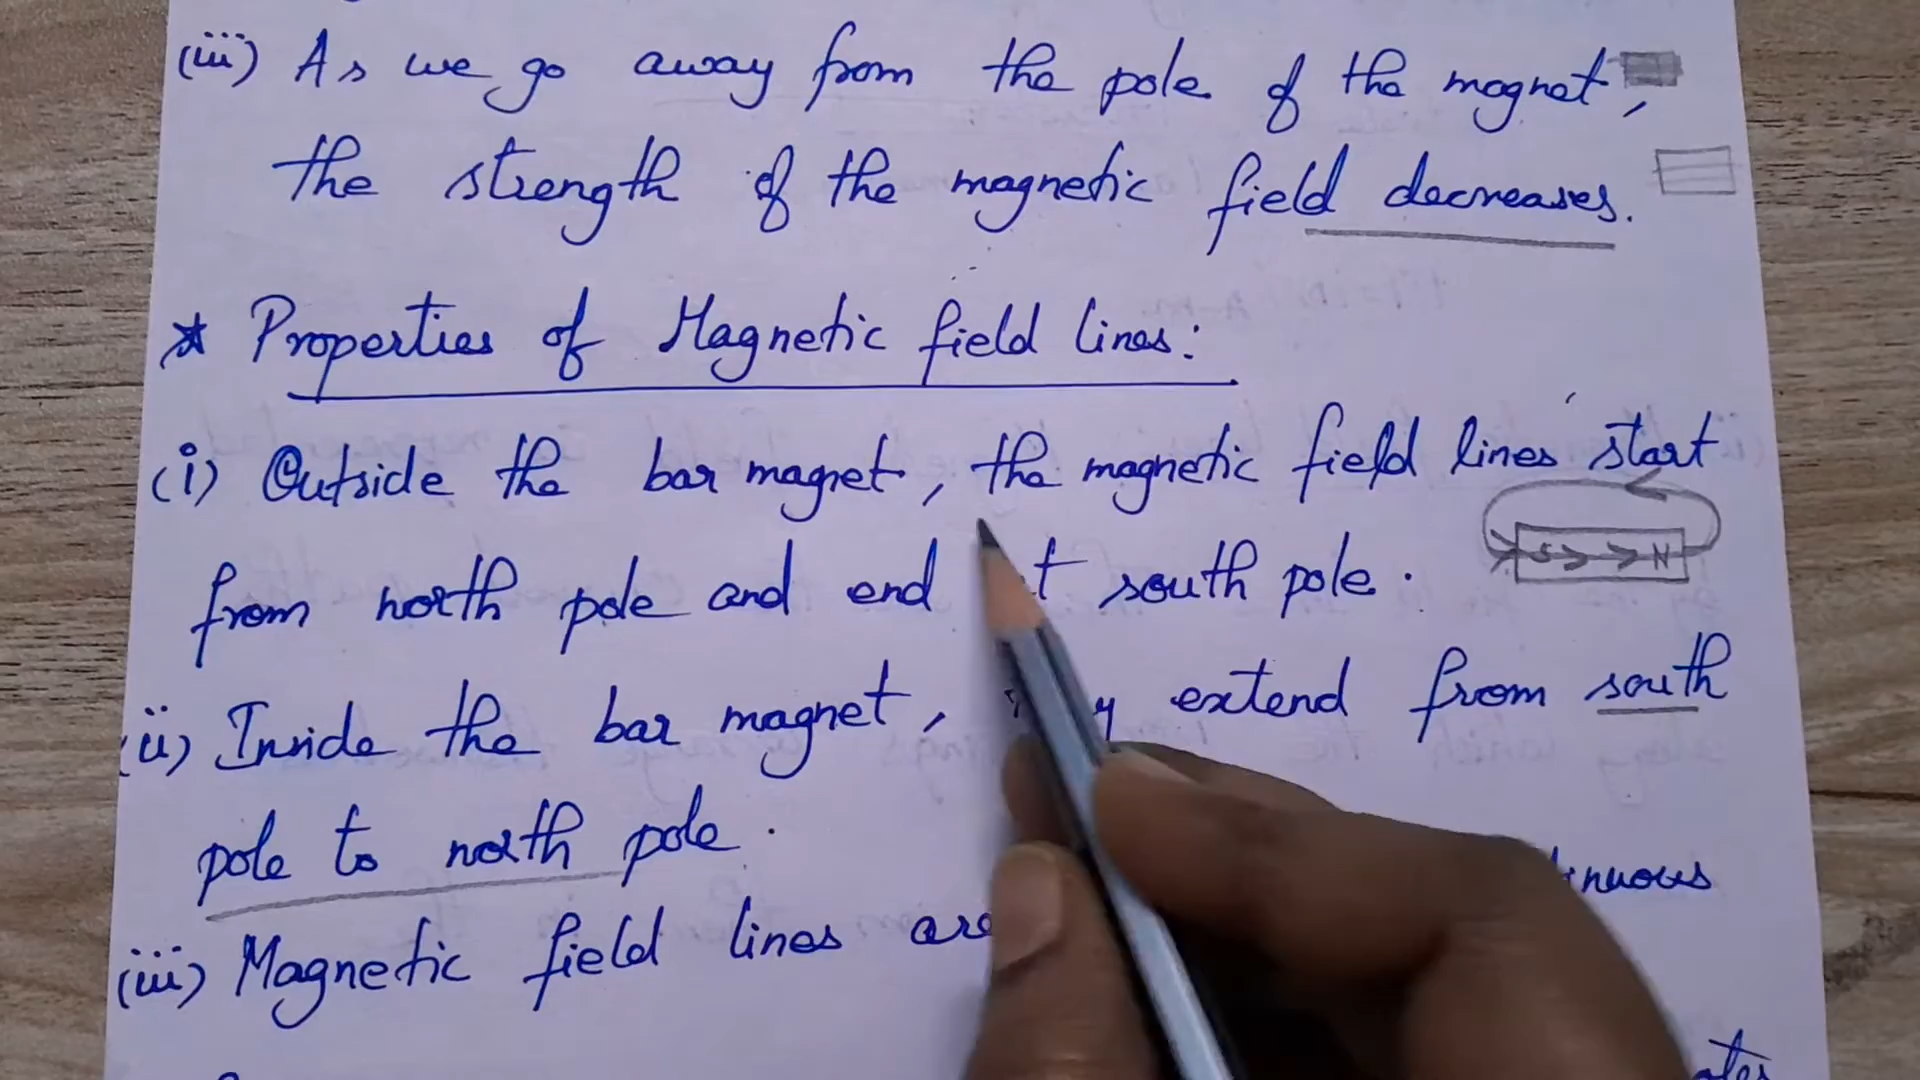 (iii) As we go away from the pole of the magnet,
the strength of the magnetic field decreases.
* Properties of Magnetic field lines:
(i) Outside the bar magnet, the magnetic field lines start
from north pole and end south pole.
S N
(ii) Inside the bar magnet, extend from south
pole to north pole.
(iii) Magnetic field lines are